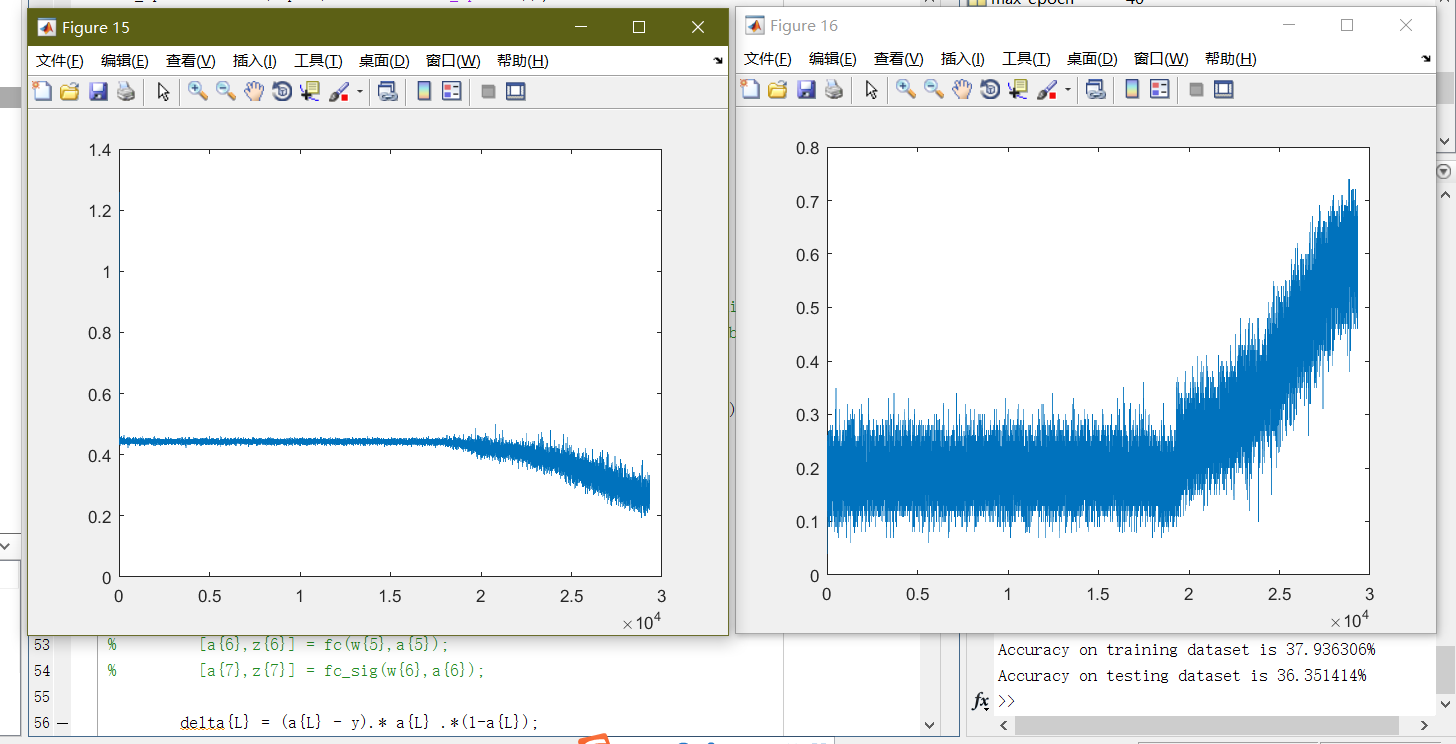 max epoch 40
Figure 15
文件(F) 编辑(E) 查看(V) 插入(I) 工具(T) 桌面(D) 窗口(W) 帮助(H)
1.4
1.2
1
0.8
0.6
0.4
0.2
0
0 0.5 1 1.5 2 2.5 3
×10^4
Figure 16
文件(F) 编辑(E) 查看(V) 插入(I) 工具(T) 桌面(D) 窗口(W) 帮助(H)
0.8
0.7
0.6
0.5
0.4
0.3
0.2
0.1
0
0 0.5 1 1.5 2 2.5 3
×10^4
53 % [a{6},z{6}] = fc(w{5},a{5});
54 % [a{7},z{7}] = fc_sig(w{6},a{6});
55
56 – delta{L} = (a{L} - y).* a{L} .*(1-a{L});
Accuracy on training dataset is 37.936306%
Accuracy on testing dataset is 36.351414%
fx >>